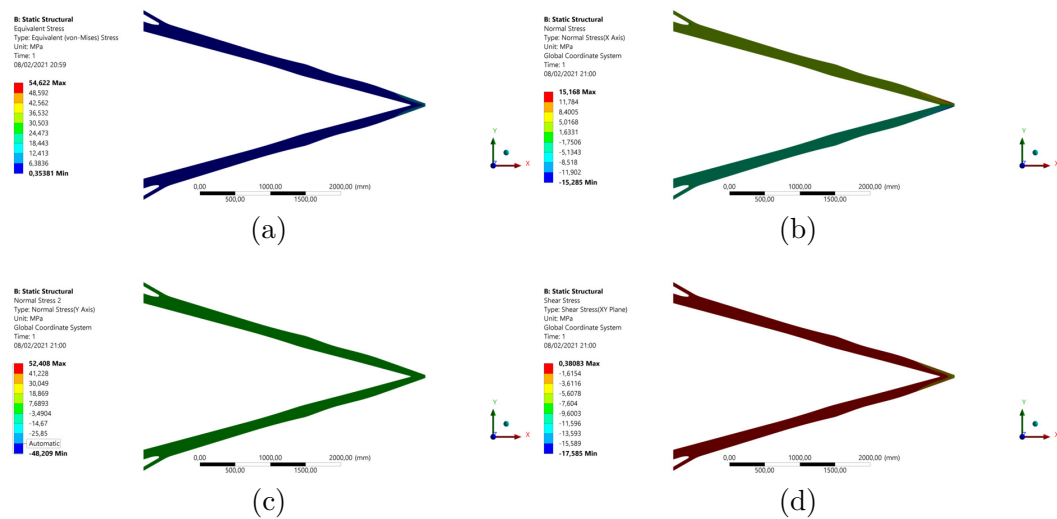 B: Static Structural
Equivalent Stress
Type: Equivalent (von-Mises) Stress
Unit: MPa
Time: 1
08/02/2021 20:59
54,622 Max
48,592
42,562
36,532
30,503
24,473
18,443
12,413
6,3836
0,35381 Min
0,00 1000,00 2000,00 (mm)
500,00 1500,00
Y
Z
X
(a)
B: Static Structural
Normal Stress
Type: Normal Stress(X Axis)
Unit: MPa
Global Coordinate System
Time: 1
08/02/2021 21:00
15,168 Max
11,784
8,4005
5,0168
1,6331
-1,7506
-5,1343
-8,518
-11,902
-15,285 Min
0,00 1000,00 2000,00 (mm)
500,00 1500,00
Y
Z
X
(b)
B: Static Structural
Normal Stress 2
Type: Normal Stress(Y Axis)
Unit: MPa
Global Coordinate System
Time: 1
08/02/2021 21:00
52,408 Max
41,228
30,049
18,869
7,6893
-3,4904
-14,67
-25,85
Automatic
-48,209 Min
0,00 1000,00 2000,00 (mm)
500,00 1500,00
Y
Z
X
(c)
B: Static Structural
Shear Stress
Type: Shear Stress(XY Plane)
Unit: MPa
Global Coordinate System
Time: 1
08/02/2021 21:00
0,38083 Max
-1,6154
-3,6116
-5,6078
-7,604
-9,6003
-11,596
-13,593
-15,589
-17,585 Min
0,00 1000,00 2000,00 (mm)
500,00 1500,00
Y
Z
X
(d)